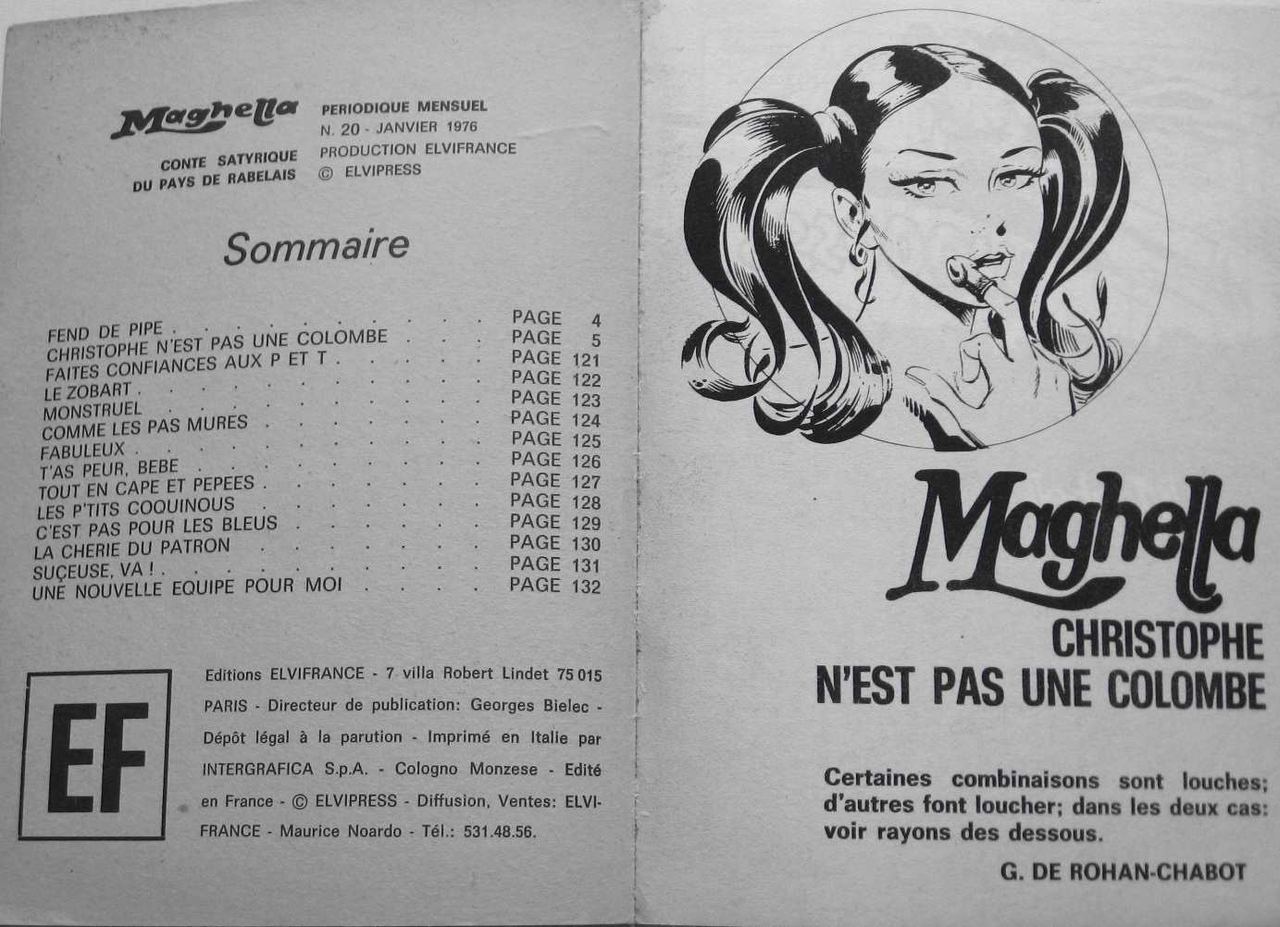 Maghella
CONTE SATYRIQUE
DU PAYS DE RABELAIS
PERIODIQUE MENSUEL
N. 20 - JANVIER 1976
PRODUCTION ELVIFRANCE
© ELVIPRESS
Sommaire
FEND DE PIPE . . . . . . . . PAGE 4
CHRISTOPHE N'EST PAS UNE COLOMBE . . . PAGE 5
FAITES CONFIANCES AUX P ET T . . . . . PAGE 121
LE ZOBART . . . . . . . . . PAGE 122
MONSTRUEL . . . . . . . . PAGE 123
COMME LES PAS MURES . . . . . . PAGE 124
FABULEUX . . . . . . . . . PAGE 125
T'AS PEUR, BEBE . . . . . . . PAGE 126
TOUT EN CAPE ET PEPEES . . . . . . PAGE 127
LES P'TITS COQUINOUS . . . . . . PAGE 128
C'EST PAS POUR LES BLEUS . . . . . PAGE 129
LA CHERIE DU PATRON . . . . . . PAGE 130
SUÇEUSE, VA ! . . . . . . . . PAGE 131
UNE NOUVELLE EQUIPE POUR MOI . . . . PAGE 132
EF
Editions ELVIFRANCE - 7 villa Robert Lindet 75 015
PARIS - Directeur de publication: Georges Bielec -
Dépôt légal à la parution - Imprimé en Italie par
INTERGRAFICA S.p.A. - Cologno Monzese - Edité
en France - © ELVIPRESS - Diffusion, Ventes: ELVI-
FRANCE - Maurice Noardo - Tél.: 531.48.56.
Maghella
CHRISTOPHE
N'EST PAS UNE COLOMBE
Certaines combinaisons sont louches;
d'autres font loucher; dans les deux cas:
voir rayons des dessous.
G. DE ROHAN-CHABOT